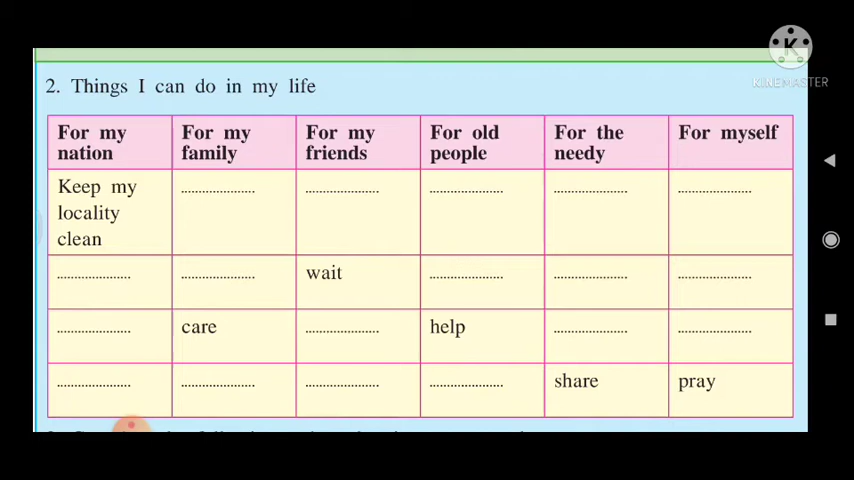 K
KINEMASTER
2. Things I can do in my life
For my nation
For my family
For my friends
For old people
For the needy
For myself
Keep my locality clean
....................... ....................... ....................... ....................... .......................
....................... ....................... wait ....................... ....................... .......................
....................... care ....................... help ....................... .......................
....................... ....................... ....................... ....................... share pray